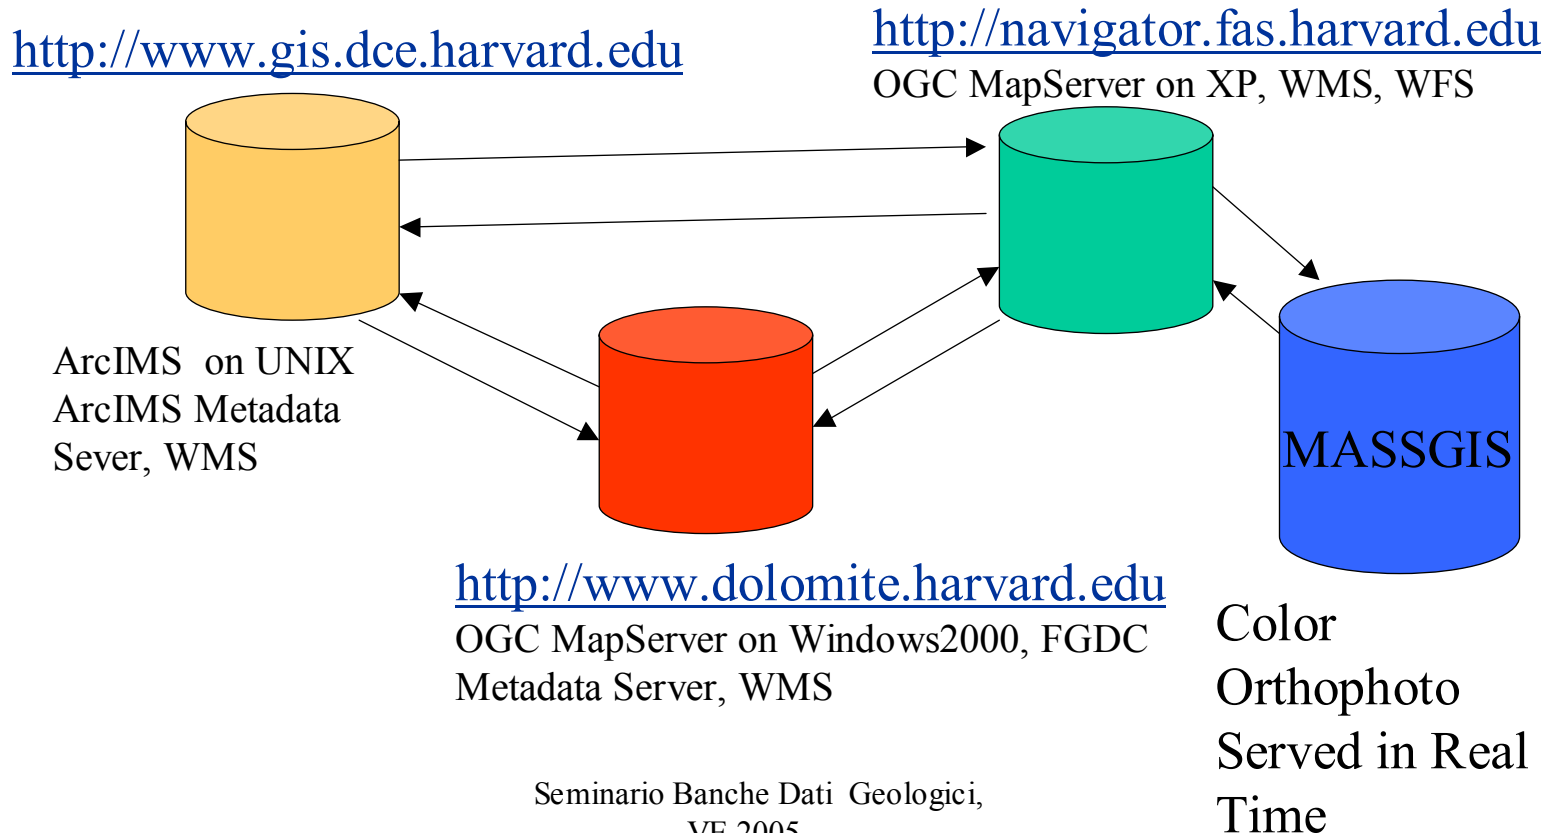 http://www.gis.dce.harvard.edu
http://navigator.fas.harvard.edu
OGC MapServer on XP, WMS, WFS
ArcIMS on UNIX
ArcIMS Metadata
Sever, WMS
MASSGIS
http://www.dolomite.harvard.edu
OGC MapServer on Windows2000, FGDC
Metadata Server, WMS
Color
Orthophoto
Served in Real
Time
Seminario Banche Dati Geologici,
VE 2005